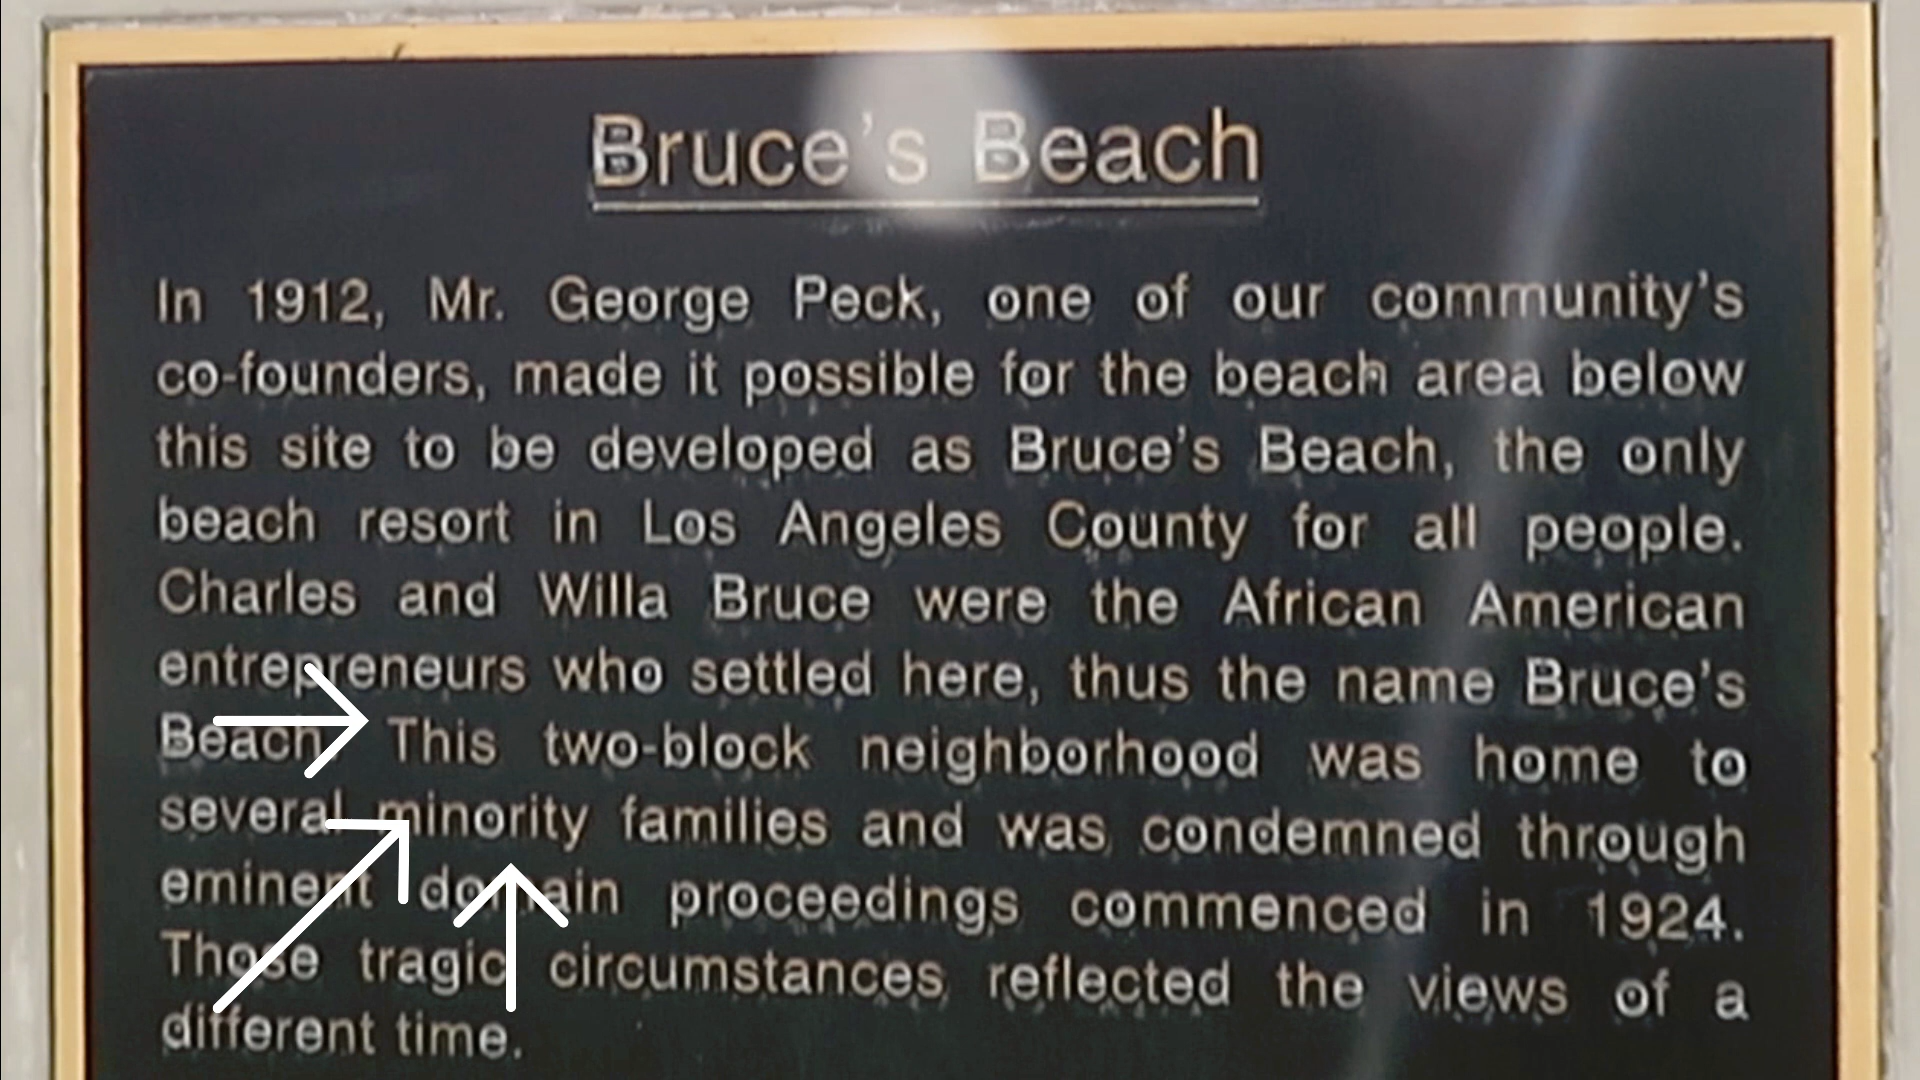 Bruce's Beach
In 1912, Mr. George Peck, one of our community's
co-founders, made it possible for the beach area below
this site to be developed as Bruce's Beach, the only
beach resort in Los Angeles County for all people.
Charles and Willa Bruce were the African American
entrepreneurs who settled here, thus the name Bruce's
Beach. This two-block neighborhood was home to
several minority families and was condemned through
eminent domain proceedings commenced in 1924.
Those tragic circumstances reflected the views of a
different time.